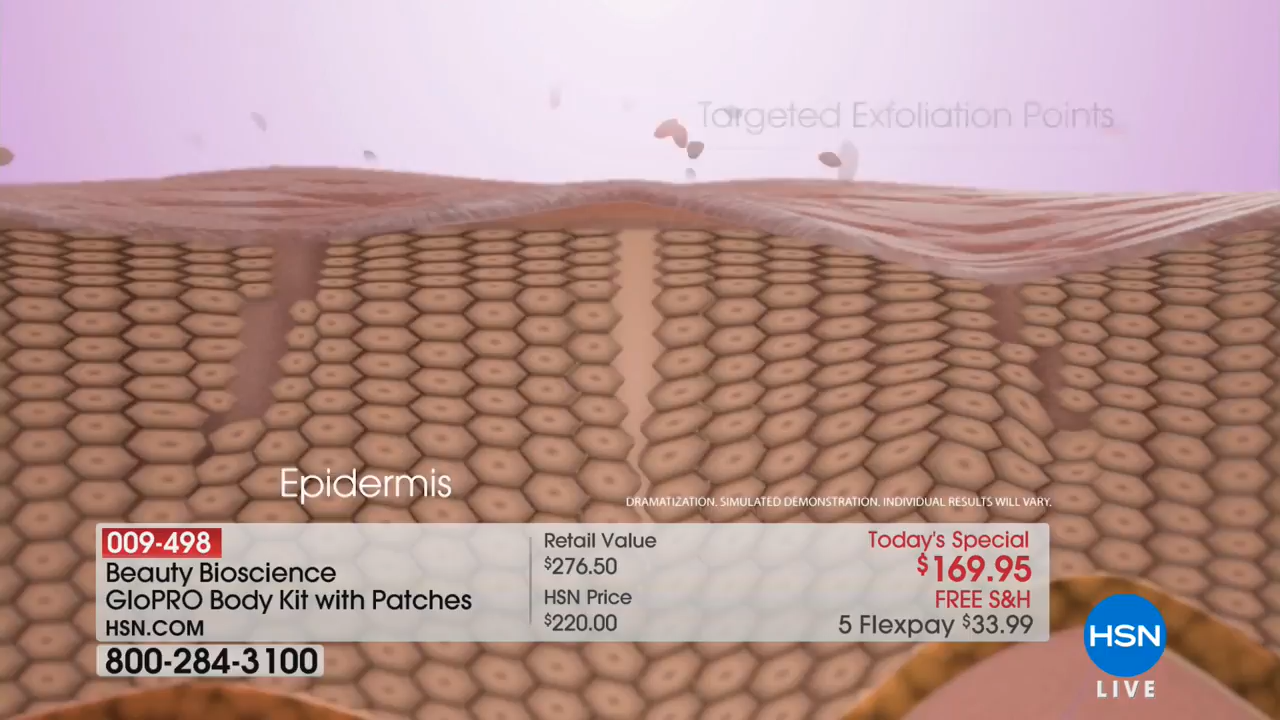 Targeted Exfoliation Points
Epidermis
DRAMATIZATION. SIMULATED DEMONSTRATION. INDIVIDUAL RESULTS WILL VARY.
009-498
Beauty Bioscience
GloPRO Body Kit with Patches
HSN.COM
800-284-3100
Retail Value
$276.50
HSN Price
$220.00
Today's Special
$169.95
FREE S&H
5 Flexpay $33.99
HSN
LIVE